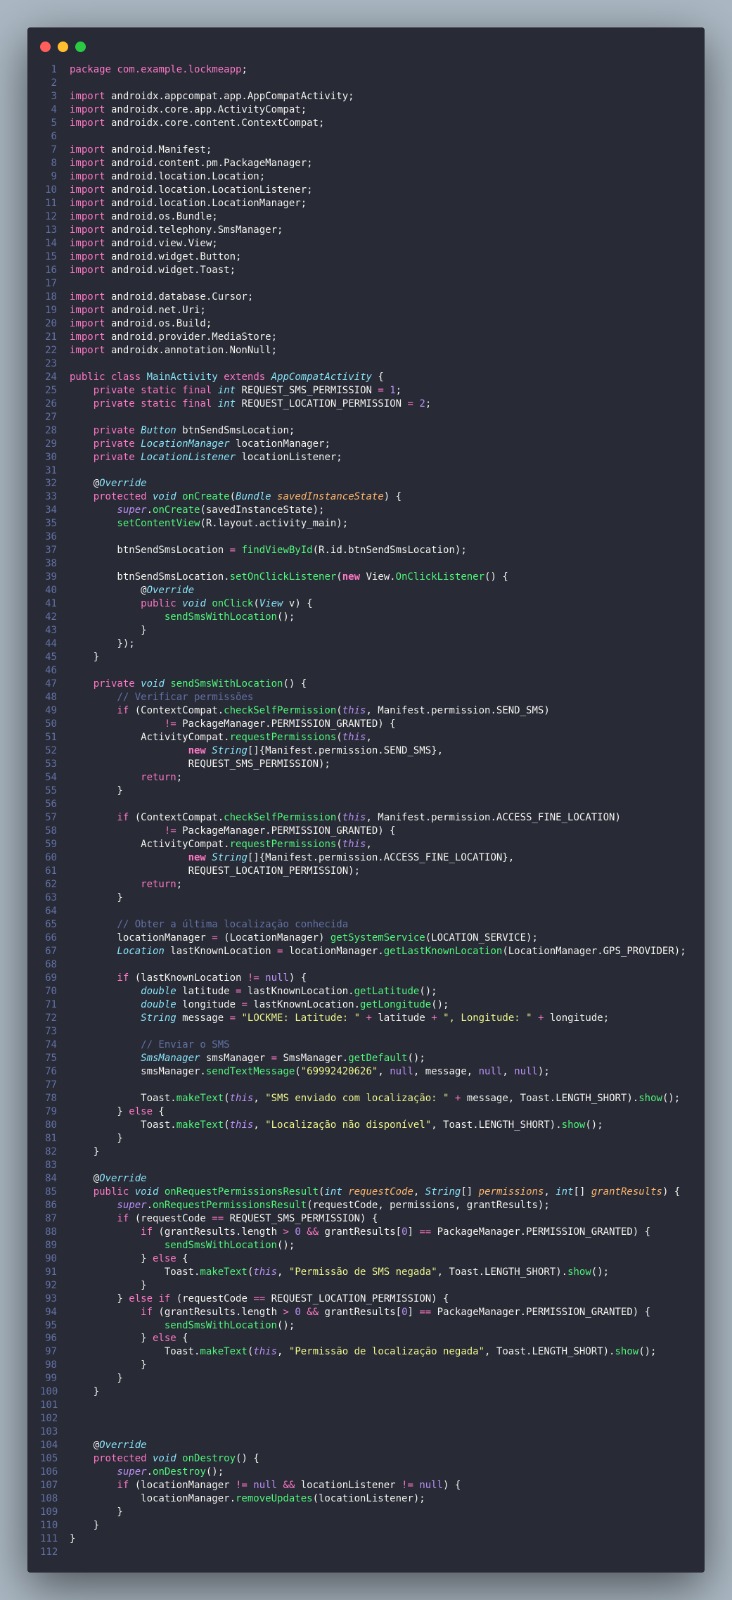 1 package com.example.lockmeapp;
2
3 import androidx.appcompat.app.AppCompatActivity;
4 import androidx.core.app.ActivityCompat;
5 import androidx.core.content.ContextCompat;
6
7 import android.Manifest;
8 import android.content.pm.PackageManager;
9 import android.location.Location;
10 import android.location.LocationListener;
11 import android.location.LocationManager;
12 import android.os.Bundle;
13 import android.telephony.SmsManager;
14 import android.view.View;
15 import android.widget.Button;
16 import android.widget.Toast;
17
18 import android.database.Cursor;
19 import android.net.Uri;
20 import android.os.Build;
21 import android.provider.MediaStore;
22 import androidx.annotation.NonNull;
23
24 public class MainActivity extends AppCompatActivity {
25     private static final int REQUEST_SMS_PERMISSION = 1;
26     private static final int REQUEST_LOCATION_PERMISSION = 2;
27
28     private Button btnSendSmsLocation;
29     private LocationManager locationManager;
30     private LocationListener locationListener;
31
32     @Override
33     protected void onCreate(Bundle savedInstanceState) {
34         super.onCreate(savedInstanceState);
35         setContentView(R.layout.activity_main);
36
37         btnSendSmsLocation = findViewById(R.id.btnSendSmsLocation);
38
39         btnSendSmsLocation.setOnClickListener(new View.OnClickListener() {
40             @Override
41             public void onClick(View v) {
42                 sendSmsWithLocation();
43             }
44         });
45     }
46
47     private void sendSmsWithLocation() {
48         // Verificar permissões
49         if (ContextCompat.checkSelfPermission(this, Manifest.permission.SEND_SMS)
50                 != PackageManager.PERMISSION_GRANTED) {
51             ActivityCompat.requestPermissions(this,
52                     new String[]{Manifest.permission.SEND_SMS},
53                     REQUEST_SMS_PERMISSION);
54             return;
55         }
56
57         if (ContextCompat.checkSelfPermission(this, Manifest.permission.ACCESS_FINE_LOCATION)
58                 != PackageManager.PERMISSION_GRANTED) {
59             ActivityCompat.requestPermissions(this,
60                     new String[]{Manifest.permission.ACCESS_FINE_LOCATION},
61                     REQUEST_LOCATION_PERMISSION);
62             return;
63         }
64
65         // Obter a última localização conhecida
66         locationManager = (LocationManager) getSystemService(LOCATION_SERVICE);
67         Location lastKnownLocation = locationManager.getLastKnownLocation(LocationManager.GPS_PROVIDER);
68
69         if (lastKnownLocation != null) {
70             double latitude = lastKnownLocation.getLatitude();
71             double longitude = lastKnownLocation.getLongitude();
72             String message = "LOCKME: Latitude: " + latitude + ", Longitude: " + longitude;
73
74             // Enviar o SMS
75             SmsManager smsManager = SmsManager.getDefault();
76             smsManager.sendTextMessage("69992420626", null, message, null, null);
77
78             Toast.makeText(this, "SMS enviado com localização: " + message, Toast.LENGTH_SHORT).show();
79         } else {
80             Toast.makeText(this, "Localização não disponível", Toast.LENGTH_SHORT).show();
81         }
82     }
83
84     @Override
85     public void onRequestPermissionsResult(int requestCode, String[] permissions, int[] grantResults) {
86         super.onRequestPermissionsResult(requestCode, permissions, grantResults);
87         if (requestCode == REQUEST_SMS_PERMISSION) {
88             if (grantResults.length > 0 && grantResults[0] == PackageManager.PERMISSION_GRANTED) {
89                 sendSmsWithLocation();
90             } else {
91                 Toast.makeText(this, "Permissão de SMS negada", Toast.LENGTH_SHORT).show();
92             }
93         } else if (requestCode == REQUEST_LOCATION_PERMISSION) {
94             if (grantResults.length > 0 && grantResults[0] == PackageManager.PERMISSION_GRANTED) {
95                 sendSmsWithLocation();
96             } else {
97                 Toast.makeText(this, "Permissão de localização negada", Toast.LENGTH_SHORT).show();
98             }
99         }
100     }
101
102
103
104     @Override
105     protected void onDestroy() {
106         super.onDestroy();
107         if (locationManager != null && locationListener != null) {
108             locationManager.removeUpdates(locationListener);
109         }
110     }
111 }
112